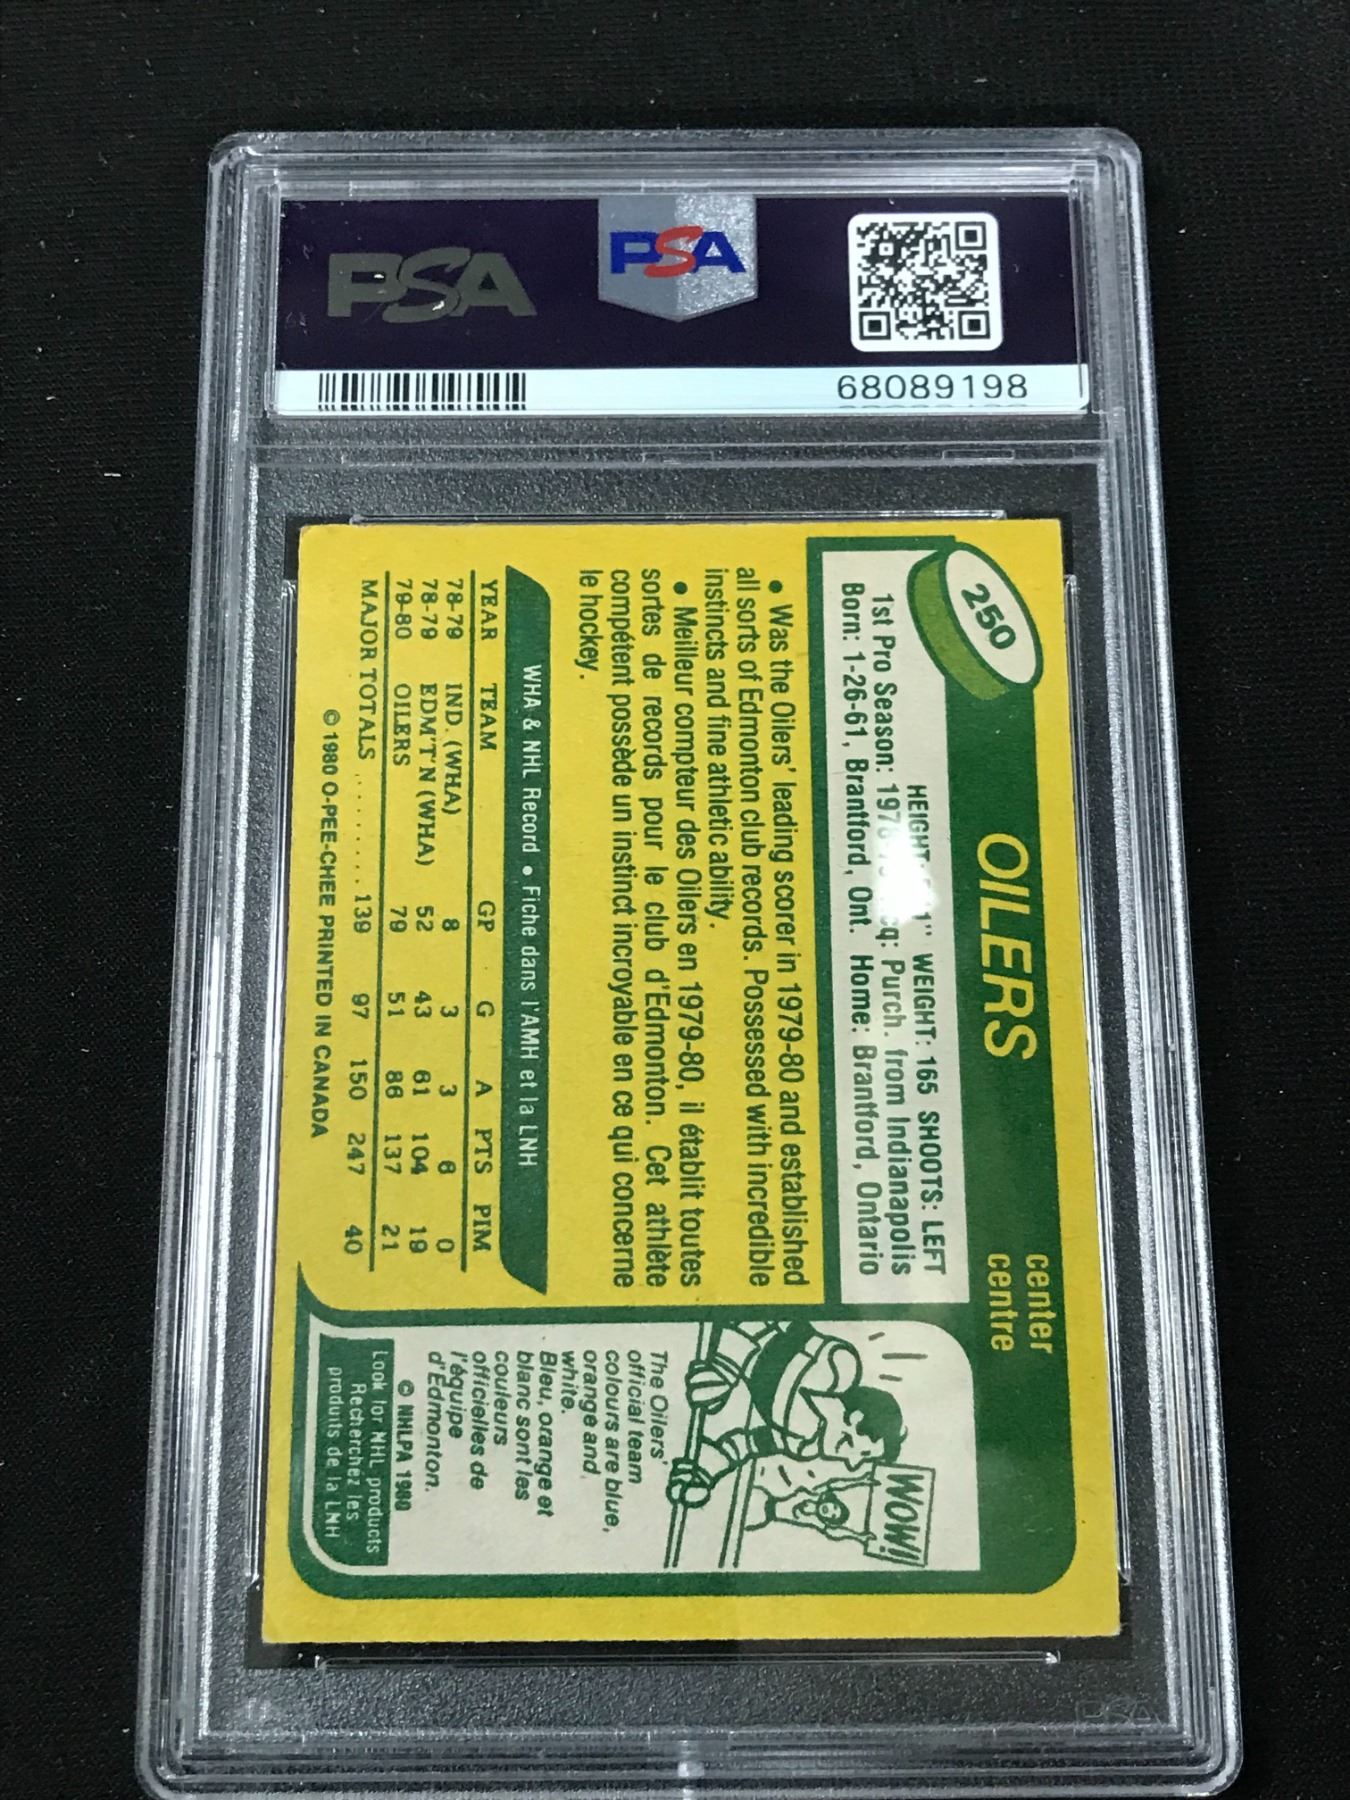 PSA
PSA
68089198
250
OILERS
center
centre
WEIGHT: 165 SHOOTS: LEFT
1st Pro Season: Purch. from Indianapolis
Born: 1-26-61, Brantford, Ont. Home: Brantford, Ontario
• Was the Oilers' leading scorer in 1979-80 and established
all sorts of Edmonton club records. Possessed with incredible
instincts and fine athletic ability.
• Meilleur compteur des Oilers en 1979-80, il établit toutes
sortes de records pour le club d'Edmonton. Cet athlète
compétent possède un instinct incroyable en ce qui concerne
le hockey.
WHA & NHL Record • Fiche dans l'AMH et la LNH
YEAR TEAM GP G A PTS PIM
78-79 IND. (WHA) 8 3 3 6 0
78-79 EDM'T'N (WHA) 52 43 61 104 19
79-80 OILERS 79 51 86 137 21
MAJOR TOTALS ......... 139 97 150 247 40
© 1980 O-PEE-CHEE PRINTED IN CANADA
WOW!
The Oilers'
official team
colours are blue,
orange and
white.
Bleu, orange et
blanc sont les
couleurs
officielles de
l'équipe
d'Edmonton.
© NHLPA 1980
Look for NHL products
Recherchez les
produits de la LNH
PSA